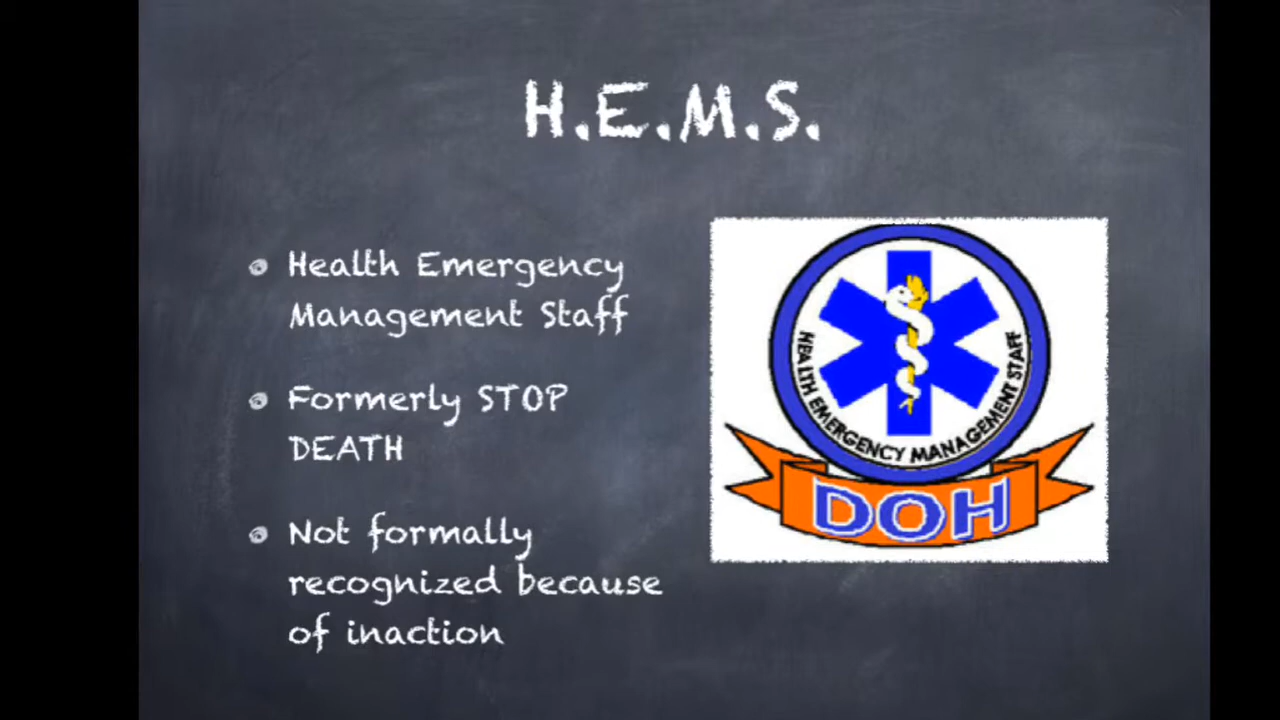 H.E.M.S.
Health Emergency
Management Staff
Formerly STOP
DEATH
Not formally
recognized because
of inaction
HEALTH EMERGENCY MANAGEMENT STAFF
DOH